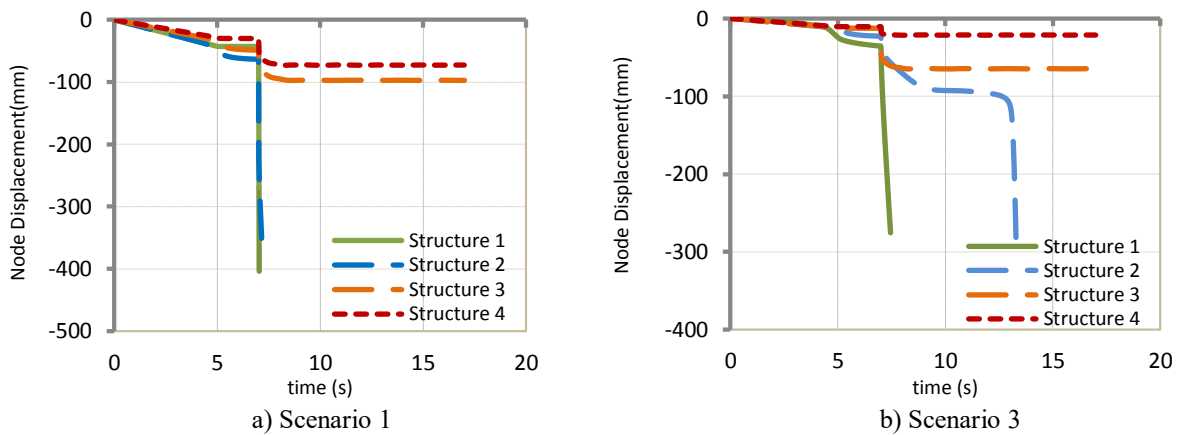 0
-100
-200
-300
-400
-500
Node Displacement(mm)
Structure 1
Structure 2
Structure 3
Structure 4
0 5 10 15 20
time (s)
a) Scenario 1
0
-100
-200
-300
-400
Node Displacement(mm)
Structure 1
Structure 2
Structure 3
Structure 4
0 5 10 15 20
time (s)
b) Scenario 3